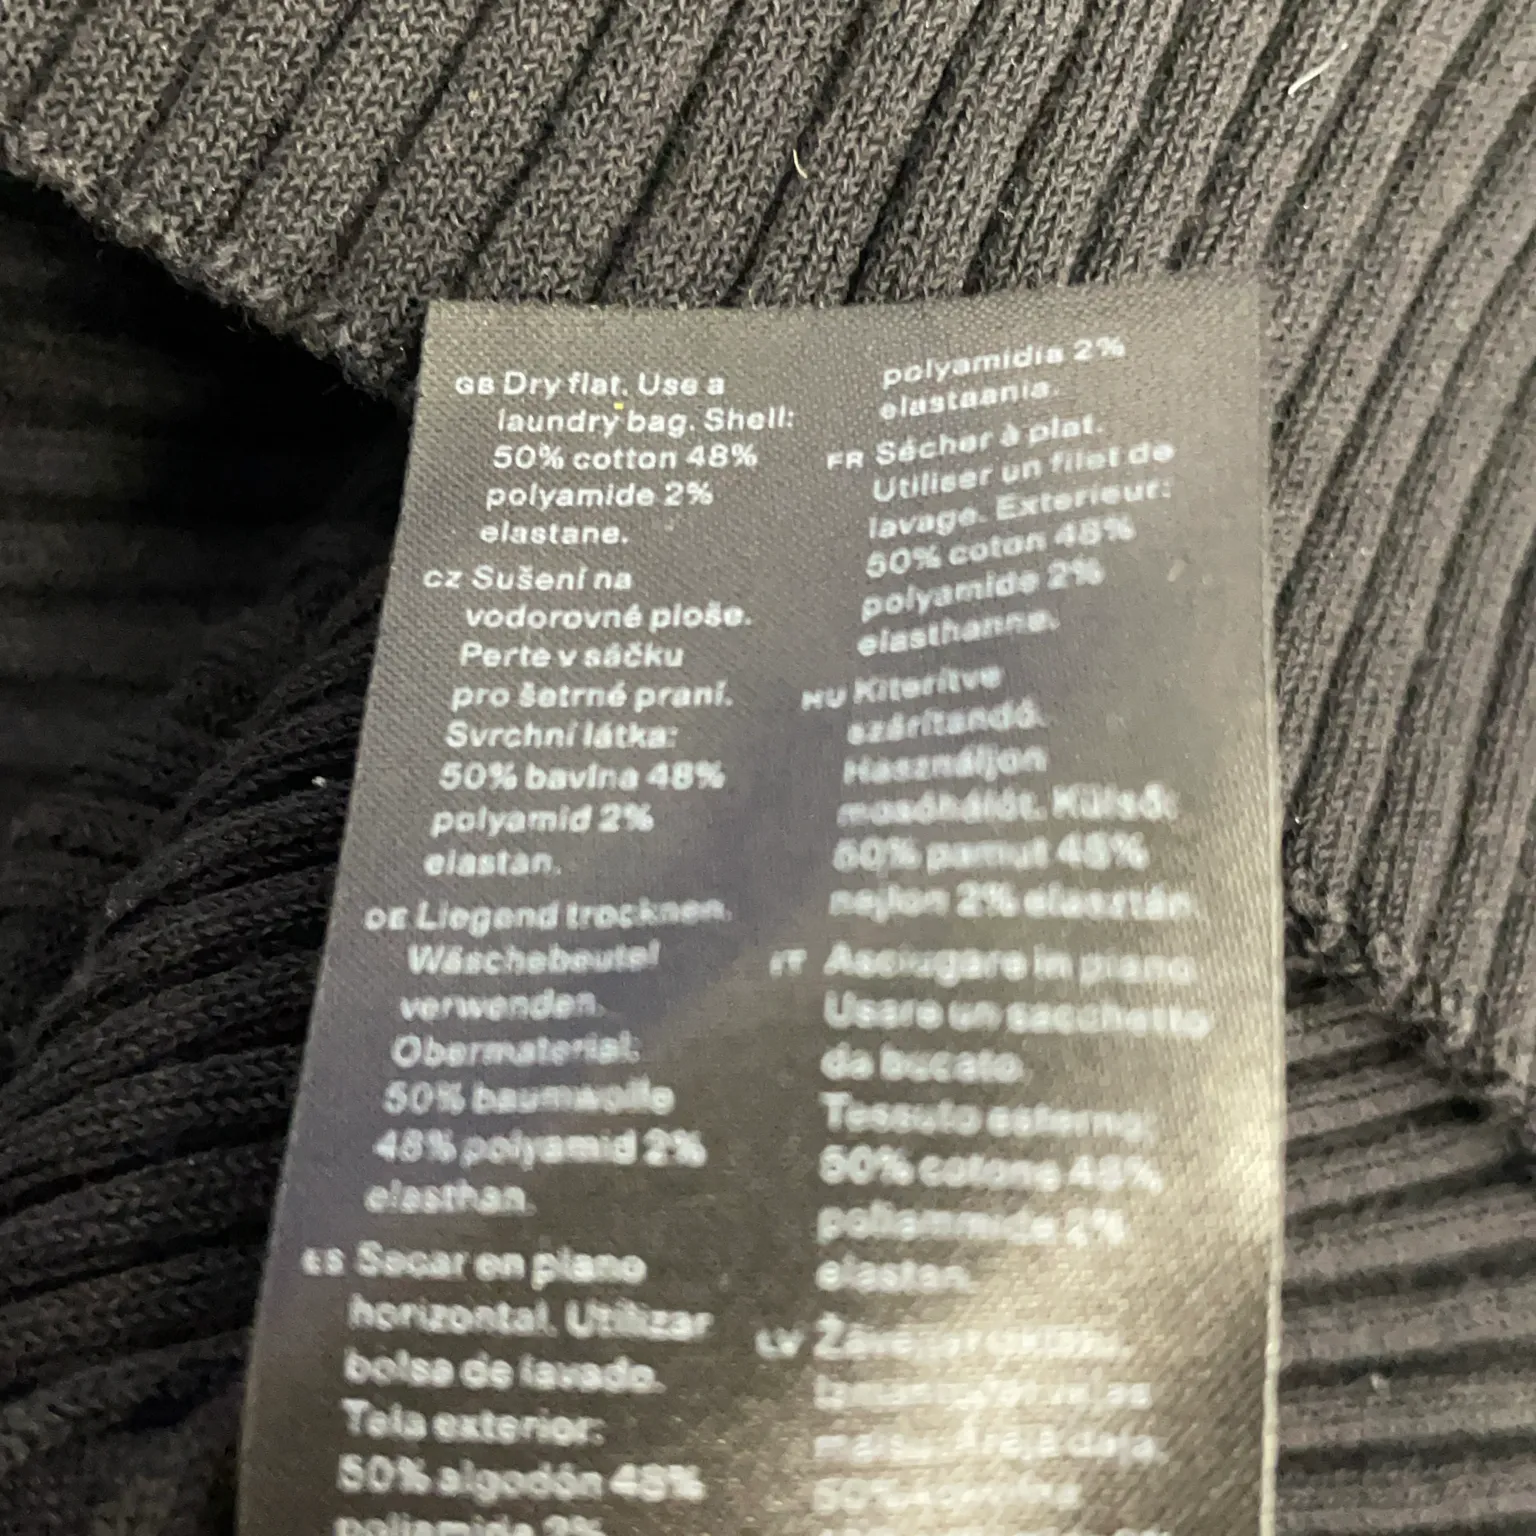 GB Dry flat. Use a
laundry bag. Shell:
50% cotton 48%
polyamide 2%
elastane.
CZ Sušení na
vodorovné ploše.
Perte v sáčku
pro šetrné praní.
Svrchní látka:
50% bavlna 48%
polyamid 2%
elastan.
DE Liegend trocknen.
Wäschebeutel
verwenden.
Obermaterial:
50% baumwolle
48% polyamid 2%
elasthan.
ES Secar en plano
horizontal. Utilizar
bolsa de lavado.
Tela exterior:
50% algodón 48%
poliamida 2%
polyamidia 2%
elastaania.
FR Sécher à plat.
Utiliser un filet de
lavage. Exterieur:
50% coton 48%
polyamide 2%
elasthanne.
HU Kiterítve
szárítandó.
Használjon
mosóhálót. Külső:
50% pamut 48%
nejlon 2% elasztán.
IT Asciugare in piano.
Usare un sacchetto
da bucato.
Tessuto esterno:
50% cotone 48%
poliammide 2%
elastan.
LV
50%